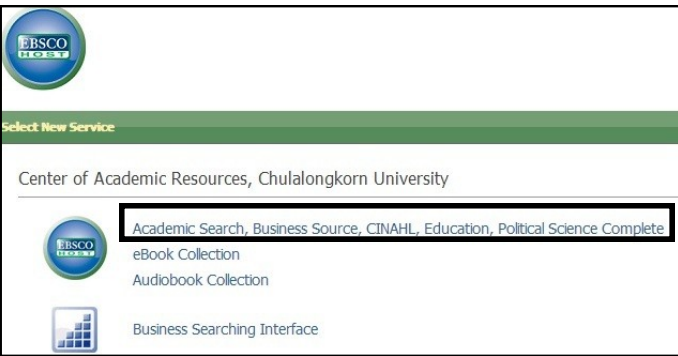 EBSCO
HOST
Select New Service
Center of Academic Resources, Chulalongkorn University
EBSCO
HOST
Academic Search, Business Source, CINAHL, Education, Political Science Complete
eBook Collection
Audiobook Collection
Business Searching Interface